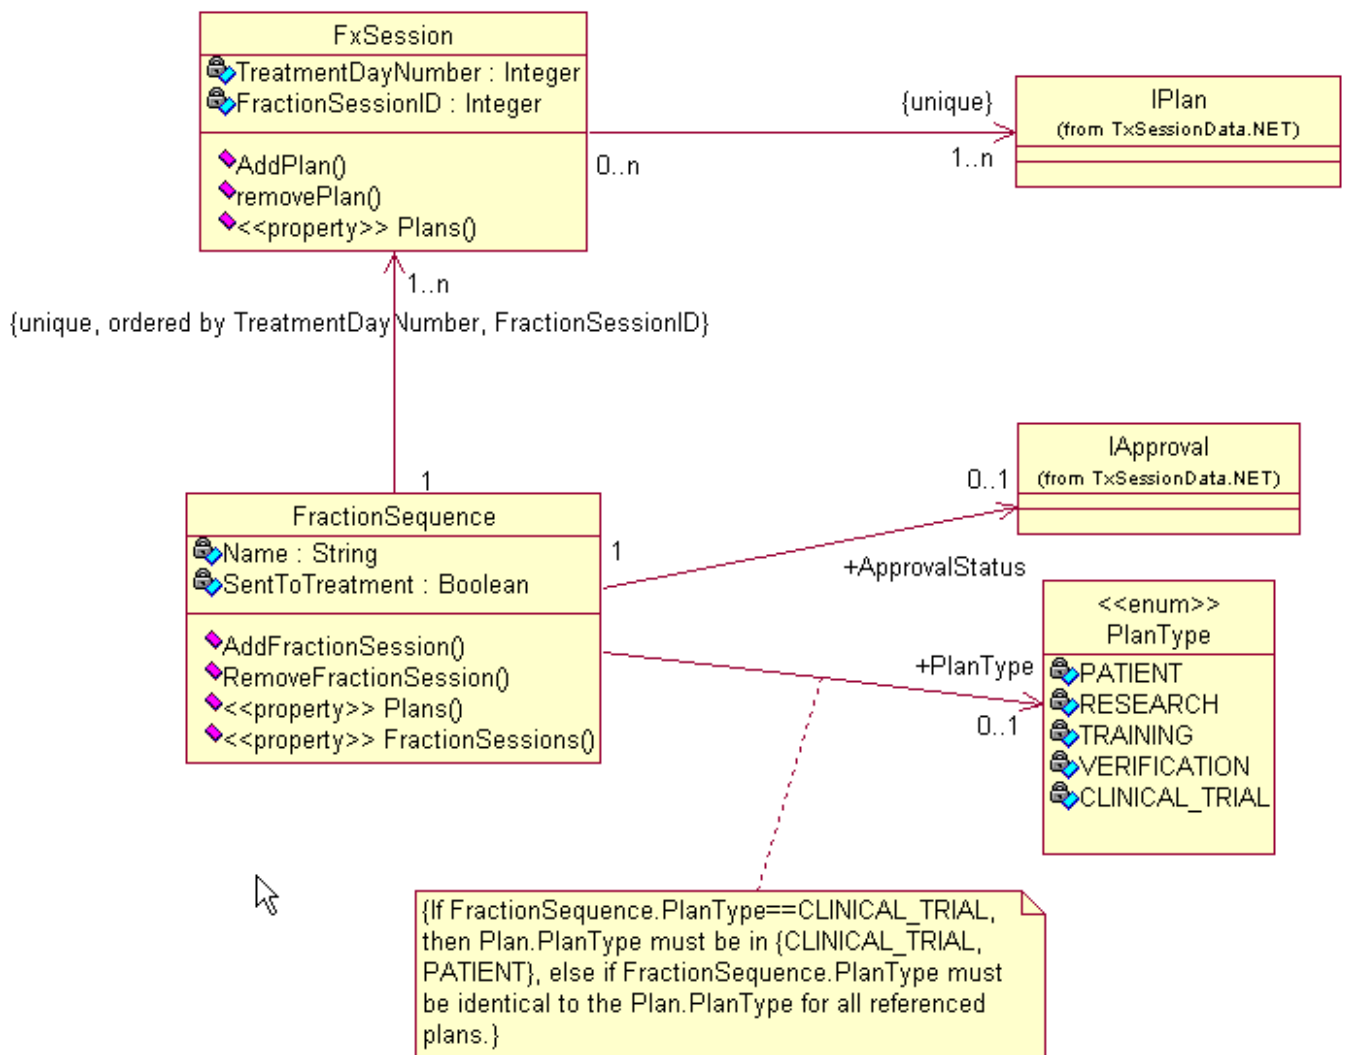 FxSession
TreatmentDayNumber : Integer
FractionSessionID : Integer
AddPlan()
removePlan()
<<property>> Plans()
{unique}
0..n
1..n
IPlan
(from TxSessionData.NET)
1..n
{unique, ordered by TreatmentDayNumber, FractionSessionID}
1
FractionSequence
Name : String
SentToTreatment : Boolean
AddFractionSession()
RemoveFractionSession()
<<property>> Plans()
<<property>> FractionSessions()
1
0..1
+ApprovalStatus
IApproval
(from TxSessionData.NET)
+PlanType
0..1
<<enum>>
PlanType
PATIENT
RESEARCH
TRAINING
VERIFICATION
CLINICAL_TRIAL
{If FractionSequence.PlanType==CLINICAL_TRIAL,
then Plan.PlanType must be in {CLINICAL_TRIAL,
PATIENT}, else if FractionSequence.PlanType must
be identical to the Plan.PlanType for all referenced
plans.}